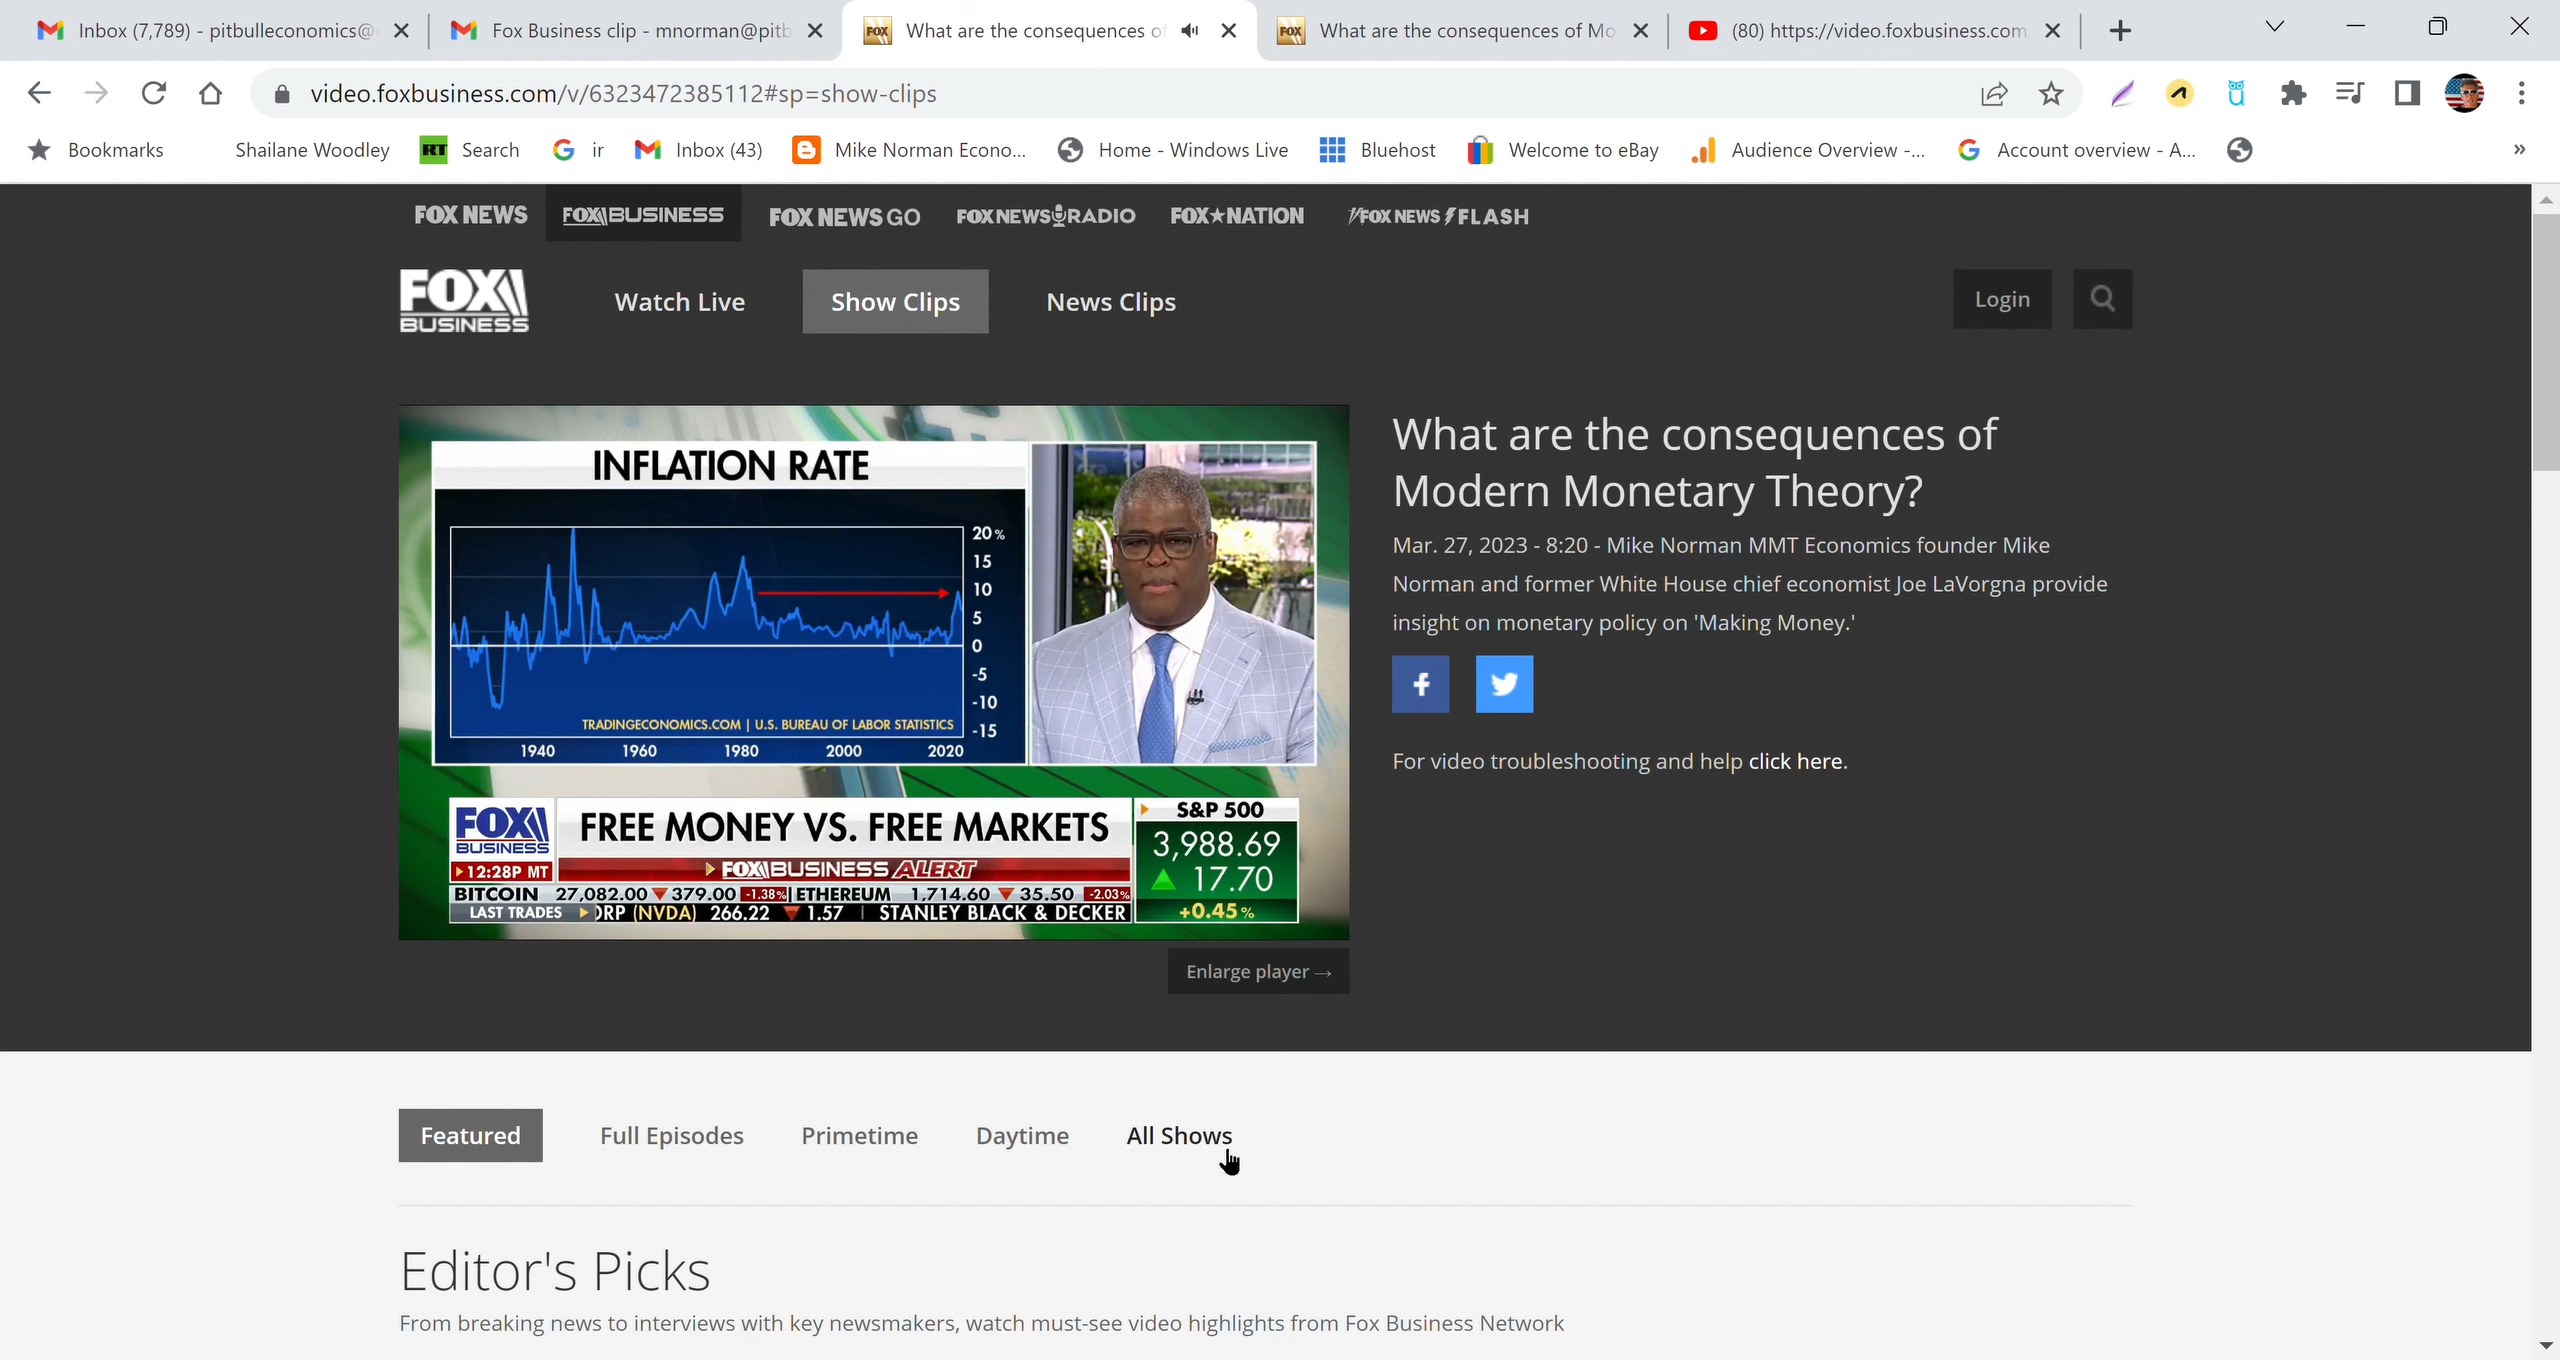 Inbox (7,789) - pitbulleconomics@
Fox Business clip - mnorman@pitb
What are the consequences of
What are the consequences of Mo
(80) https://video.foxbusiness.com
video.foxbusiness.com/v/6323472385112#sp=show-clips
Bookmarks
Shailane Woodley
RT Search
G ir
Inbox (43)
Mike Norman Econo...
Home - Windows Live
Bluehost
Welcome to eBay
Audience Overview -...
G Account overview - A...
»
FOX NEWS
FOX BUSINESS
FOX NEWS GO
FOX NEWS RADIO
FOX★NATION
FOX NEWS FLASH
FOX BUSINESS
Watch Live
Show Clips
News Clips
Login
INFLATION RATE
20%
15
10
5
0
-5
-10
-15
TRADINGECONOMICS.COM | U.S. BUREAU OF LABOR STATISTICS
1940 1960 1980 2000 2020
FOX BUSINESS
12:28P MT
FREE MONEY VS. FREE MARKETS
FOX BUSINESS ALERT
BITCOIN 27,082.00 ▼ 379.00 -1.38% ETHEREUM 1,714.60 ▼ 35.50 -2.03%
LAST TRADES ORP (NVDA) 266.22 ▼ 1.57 | STANLEY BLACK & DECKER
S&P 500
3,988.69
▲ 17.70
+0.45%
Enlarge player →
What are the consequences of
Modern Monetary Theory?
Mar. 27, 2023 - 8:20 - Mike Norman MMT Economics founder Mike
Norman and former White House chief economist Joe LaVorgna provide
insight on monetary policy on 'Making Money.'
For video troubleshooting and help click here.
Featured
Full Episodes
Primetime
Daytime
All Shows
Editor's Picks
From breaking news to interviews with key newsmakers, watch must-see video highlights from Fox Business Network